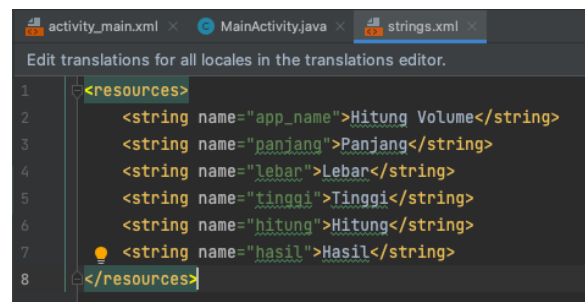 activity_main.xml × MainActivity.java × strings.xml ×
Edit translations for all locales in the translations editor.
1 <resources>
2 <string name="app_name">Hitung Volume</string>
3 <string name="panjang">Panjang</string>
4 <string name="lebar">Lebar</string>
5 <string name="tinggi">Tinggi</string>
6 <string name="hitung">Hitung</string>
7 <string name="hasil">Hasil</string>
8 </resources>